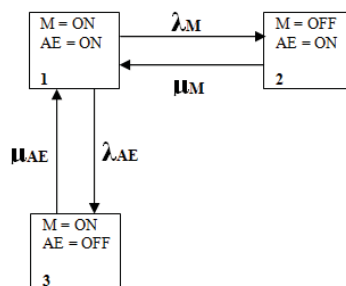 M = ON
AE = ON
1
λM
M = OFF
AE = ON
2
μM
μAE
λAE
M = ON
AE = OFF
3